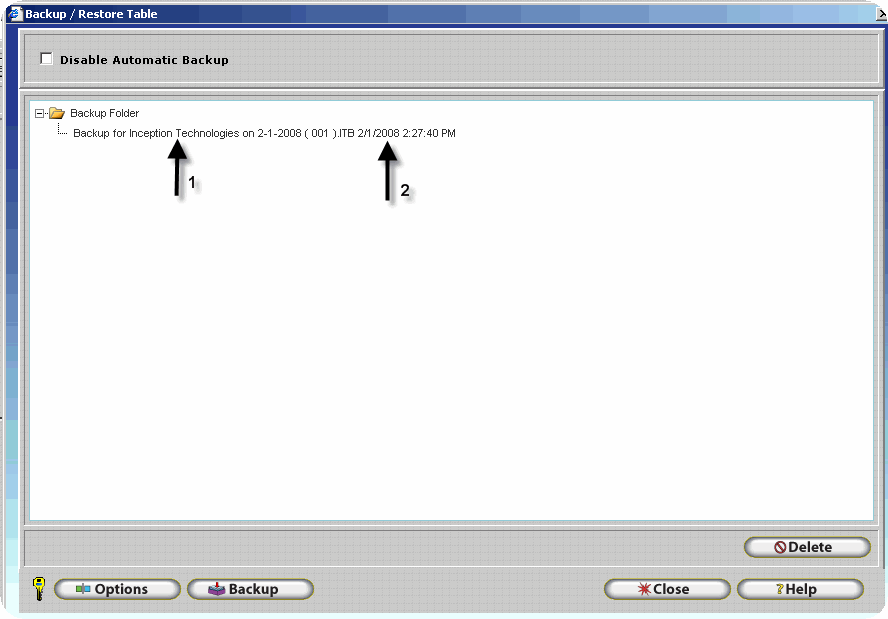 Backup / Restore Table
Disable Automatic Backup
Backup Folder
Backup for Inception Technologies on 2-1-2008 ( 001 ).ITB 2/1/2008 2:27:40 PM
1
2
Delete
Options Backup Close ?Help